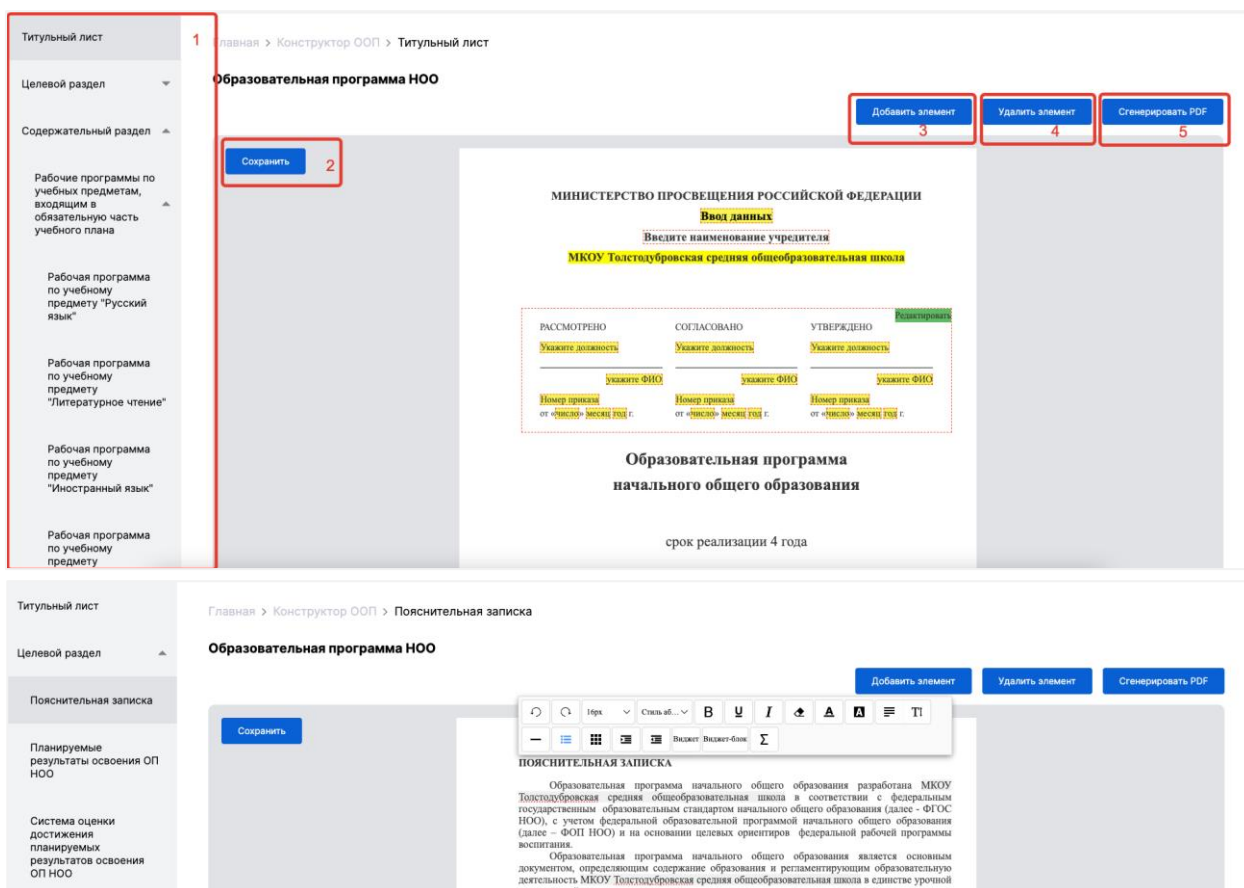 Титульный лист
1
Главная > Конструктор ООП > Титульный лист
Целевой раздел
Образовательная программа НОО
Добавить элемент
3
Удалить элемент
4
Сгенерировать PDF
5
Содержательный раздел
Сохранить
2
Рабочие программы по
учебных предметам,
входящим в
обязательную часть
учебного плана
Рабочая программа
по учебному
предмету "Русский
язык"
Рабочая программа
по учебному
предмету
"Литературное чтение"
Рабочая программа
по учебному
предмету
"Иностранный язык"
Рабочая программа
по учебному
предмету
МИНИСТЕРСТВО ПРОСВЕЩЕНИЯ РОССИЙСКОЙ ФЕДЕРАЦИИ
Ввод данных
Введите наименование учредителя
МКОУ Толстодубровская средняя общеобразовательная школа
Редактировать
РАССМОТРЕНО СОГЛАСОВАНО УТВЕРЖДЕНО
Укажите должность Укажите должность Укажите должность
укажите ФИО укажите ФИО укажите ФИО
Номер приказа Номер приказа Номер приказа
от «число» месяц год г. от «число» месяц год г. от «число» месяц год г.
Образовательная программа
начального общего образования
срок реализации 4 года
Титульный лист
Главная > Конструктор ООП > Пояснительная записка
Целевой раздел
Образовательная программа НОО
Добавить элемент
Удалить элемент
Сгенерировать PDF
Пояснительная записка
Сохранить
Планируемые
результаты освоения ОП
НОО
Система оценки
достижения
планируемых
результатов освоения
ОП НОО
16px Стиль аб... B U I A A TI
Виджет Виджет-блок Σ
ПОЯСНИТЕЛЬНАЯ ЗАПИСКА
Образовательная программа начального общего образования разработана МКОУ
Толстодубровская средняя общеобразовательная школа в соответствии с федеральным
государственным образовательным стандартом начального общего образования (далее - ФГОС
НОО), с учетом федеральной образовательной программой начального общего образования
(далее – ФОП НОО) и на основании целевых ориентиров федеральной рабочей программы
воспитания.
Образовательная программа начального общего образования является основным
документом, определяющим содержание образования и регламентирующим образовательную
деятельность МКОУ Толстодубровская средняя общеобразовательная школа в единстве урочной